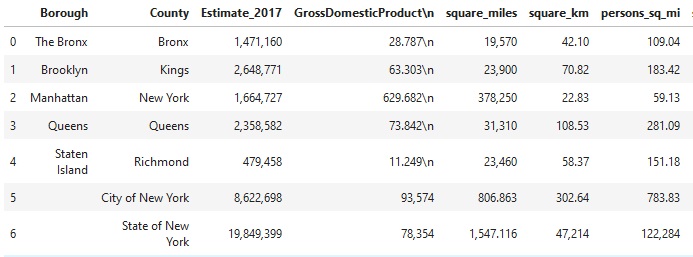 Borough County Estimate_2017 GrossDomesticProduct\n square_miles square_km persons_sq_mi
0 The Bronx Bronx 1,471,160 28.787\n 19,570 42.10 109.04
1 Brooklyn Kings 2,648,771 63.303\n 23,900 70.82 183.42
2 Manhattan New York 1,664,727 629.682\n 378,250 22.83 59.13
3 Queens Queens 2,358,582 73.842\n 31,310 108.53 281.09
4 Staten Island Richmond 479,458 11.249\n 23,460 58.37 151.18
5 City of New York 8,622,698 93,574 806.863 302.64 783.83
6 State of New York 19,849,399 78,354 1,547.116 47,214 122,284